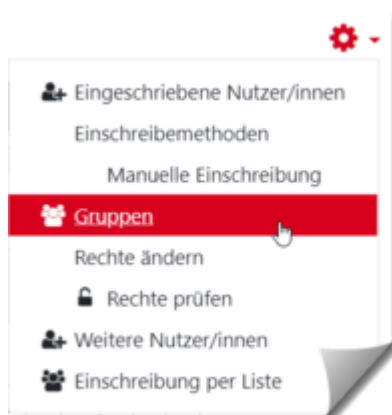 Eingeschriebene Nutzer/innen
Einschreibemethoden
Manuelle Einschreibung
Gruppen
Rechte ändern
Rechte prüfen
Weitere Nutzer/innen
Einschreibung per Liste